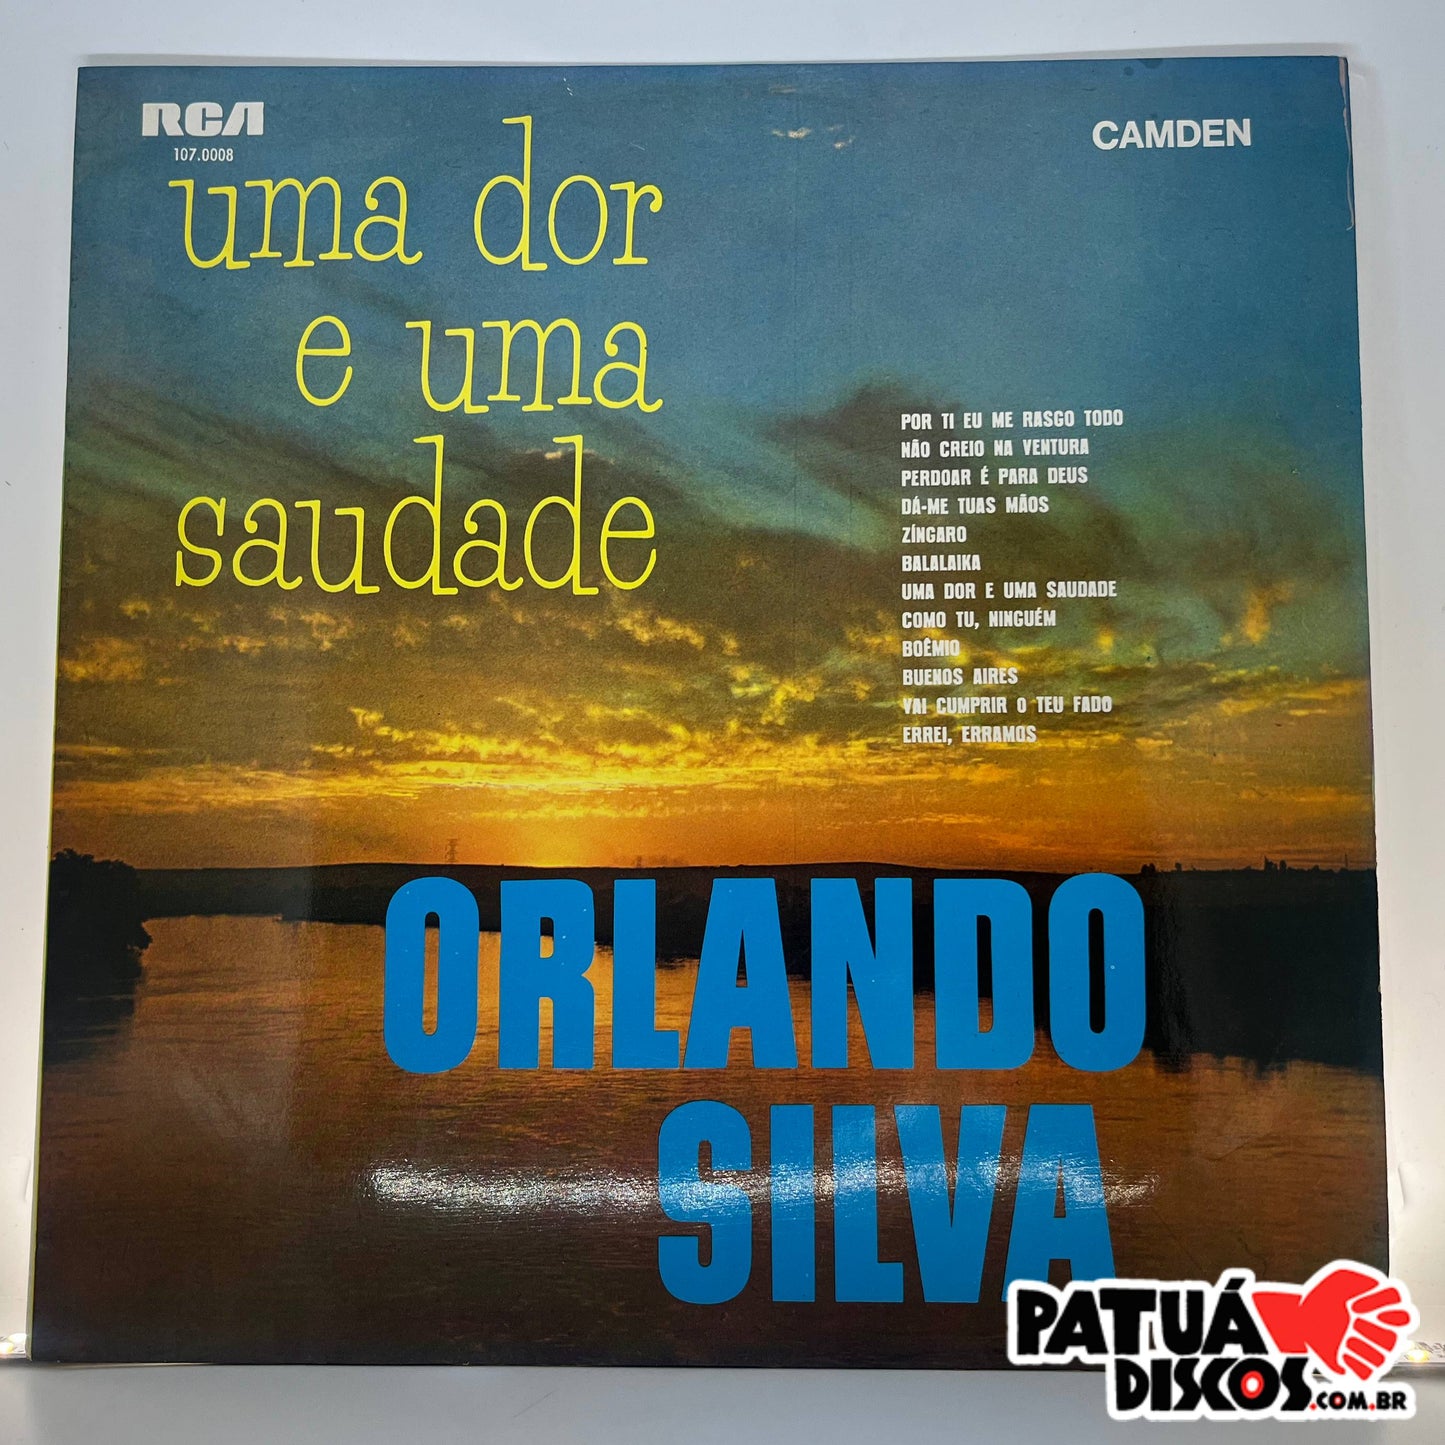 RCA
107.0008
CAMDEN
uma dor
e uma
saudade
POR TI EU ME RASGO TODO
NÃO CREIO NA VENTURA
PERDOAR É PARA DEUS
DÁ-ME TUAS MÃOS
ZÍNGARO
BALALAIKA
UMA DOR E UMA SAUDADE
COMO TU, NINGUÉM
BOÊMIO
BUENOS AIRES
VAI CUMPRIR O TEU FADO
ERREI, ERRAMOS
ORLANDO
SILVA
PATUÁ
DISCOS.COM.BR